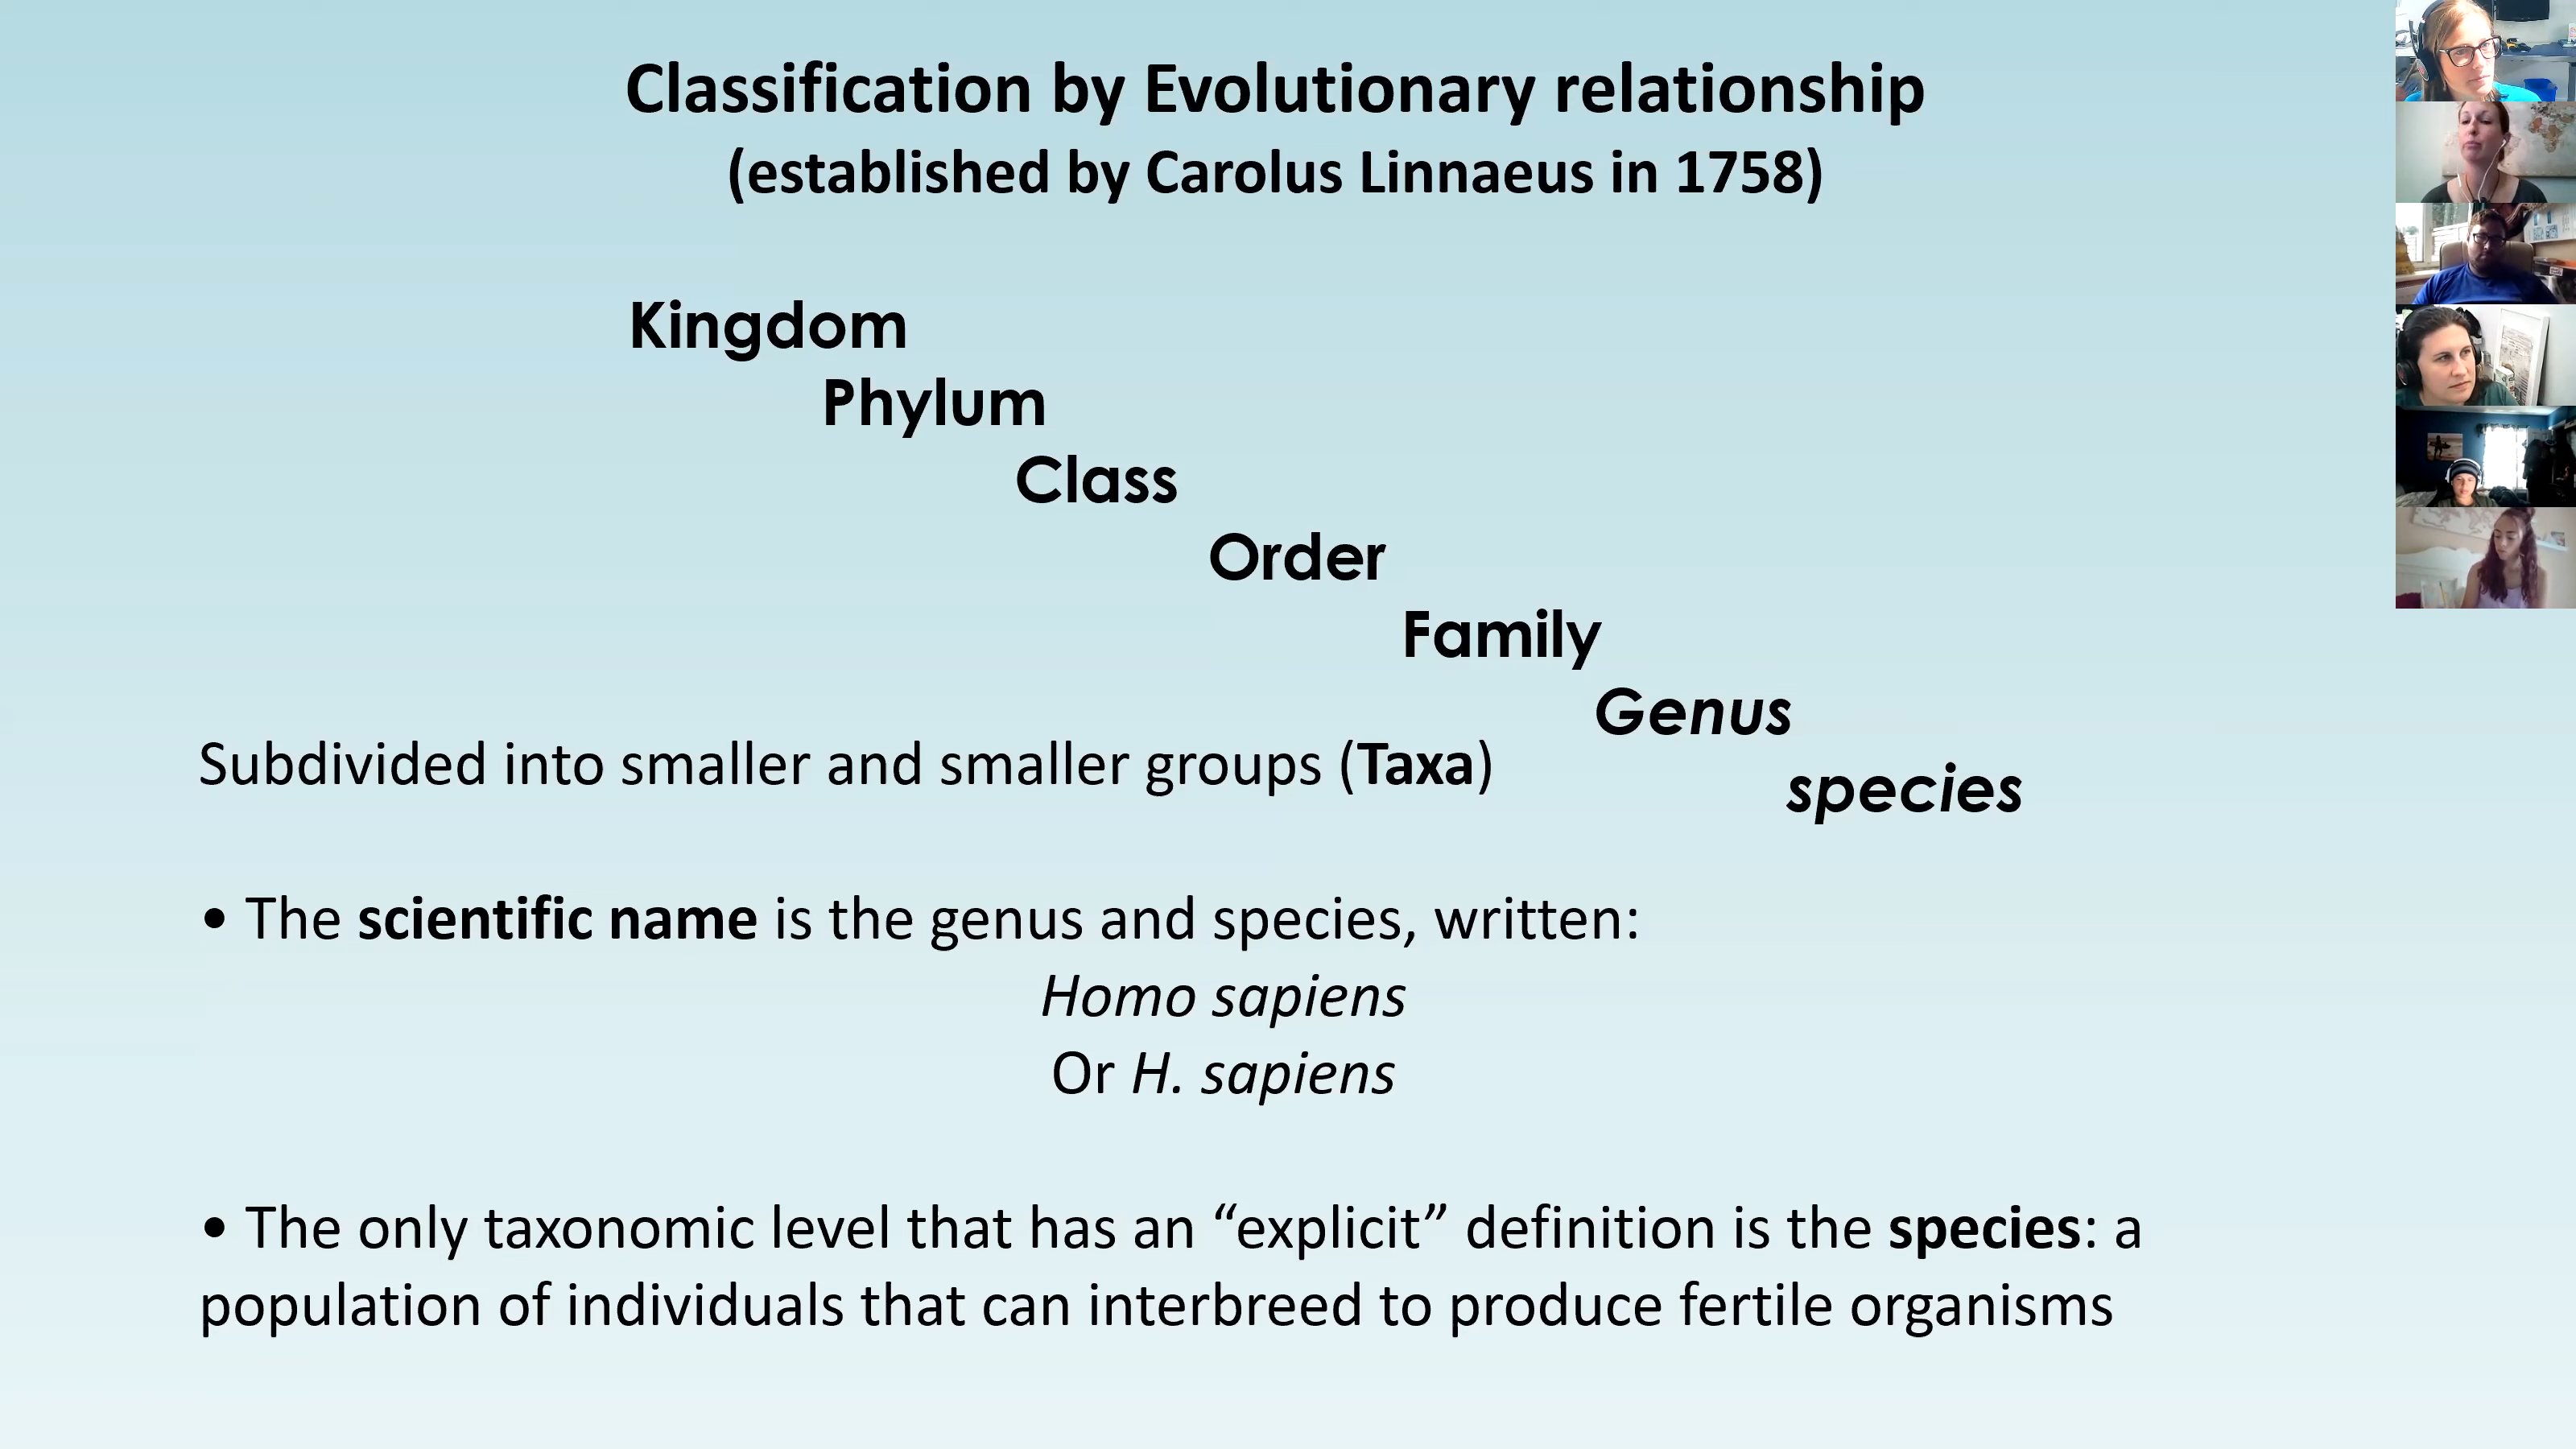 Classification by Evolutionary relationship
(established by Carolus Linnaeus in 1758)
Kingdom
Phylum
Class
Order
Family
Genus
Subdivided into smaller and smaller groups (Taxa)
species
• The scientific name is the genus and species, written:
Homo sapiens
Or H. sapiens
• The only taxonomic level that has an “explicit” definition is the species: a
population of individuals that can interbreed to produce fertile organisms